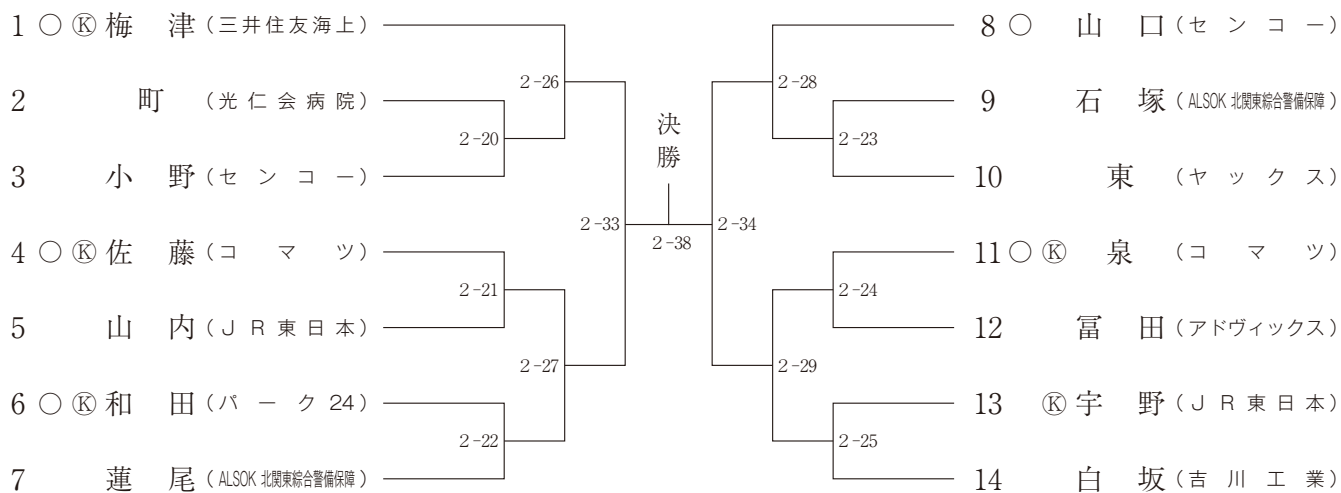 1 ○ Ⓚ 梅 津 (三井住友海上)
2 町 (光仁会病院)
3 小 野 (センコー)
4 ○ Ⓚ 佐 藤 (コマツ)
5 山 内 (JR東日本)
6 ○ Ⓚ 和 田 (パーク24)
7 蓮 尾 (ALSOK 北関東綜合警備保障)
2-26
2-20
2-21
2-27
2-22
2-33
決勝
2-38
2-34
2-28
2-23
2-24
2-29
2-25
8 ○ 山 口 (センコー)
9 石 塚 (ALSOK 北関東綜合警備保障)
10 東 (ヤックス)
11 ○ Ⓚ 泉 (コマツ)
12 冨 田 (アドヴィックス)
13 Ⓚ 宇 野 (JR東日本)
14 白 坂 (吉川工業)